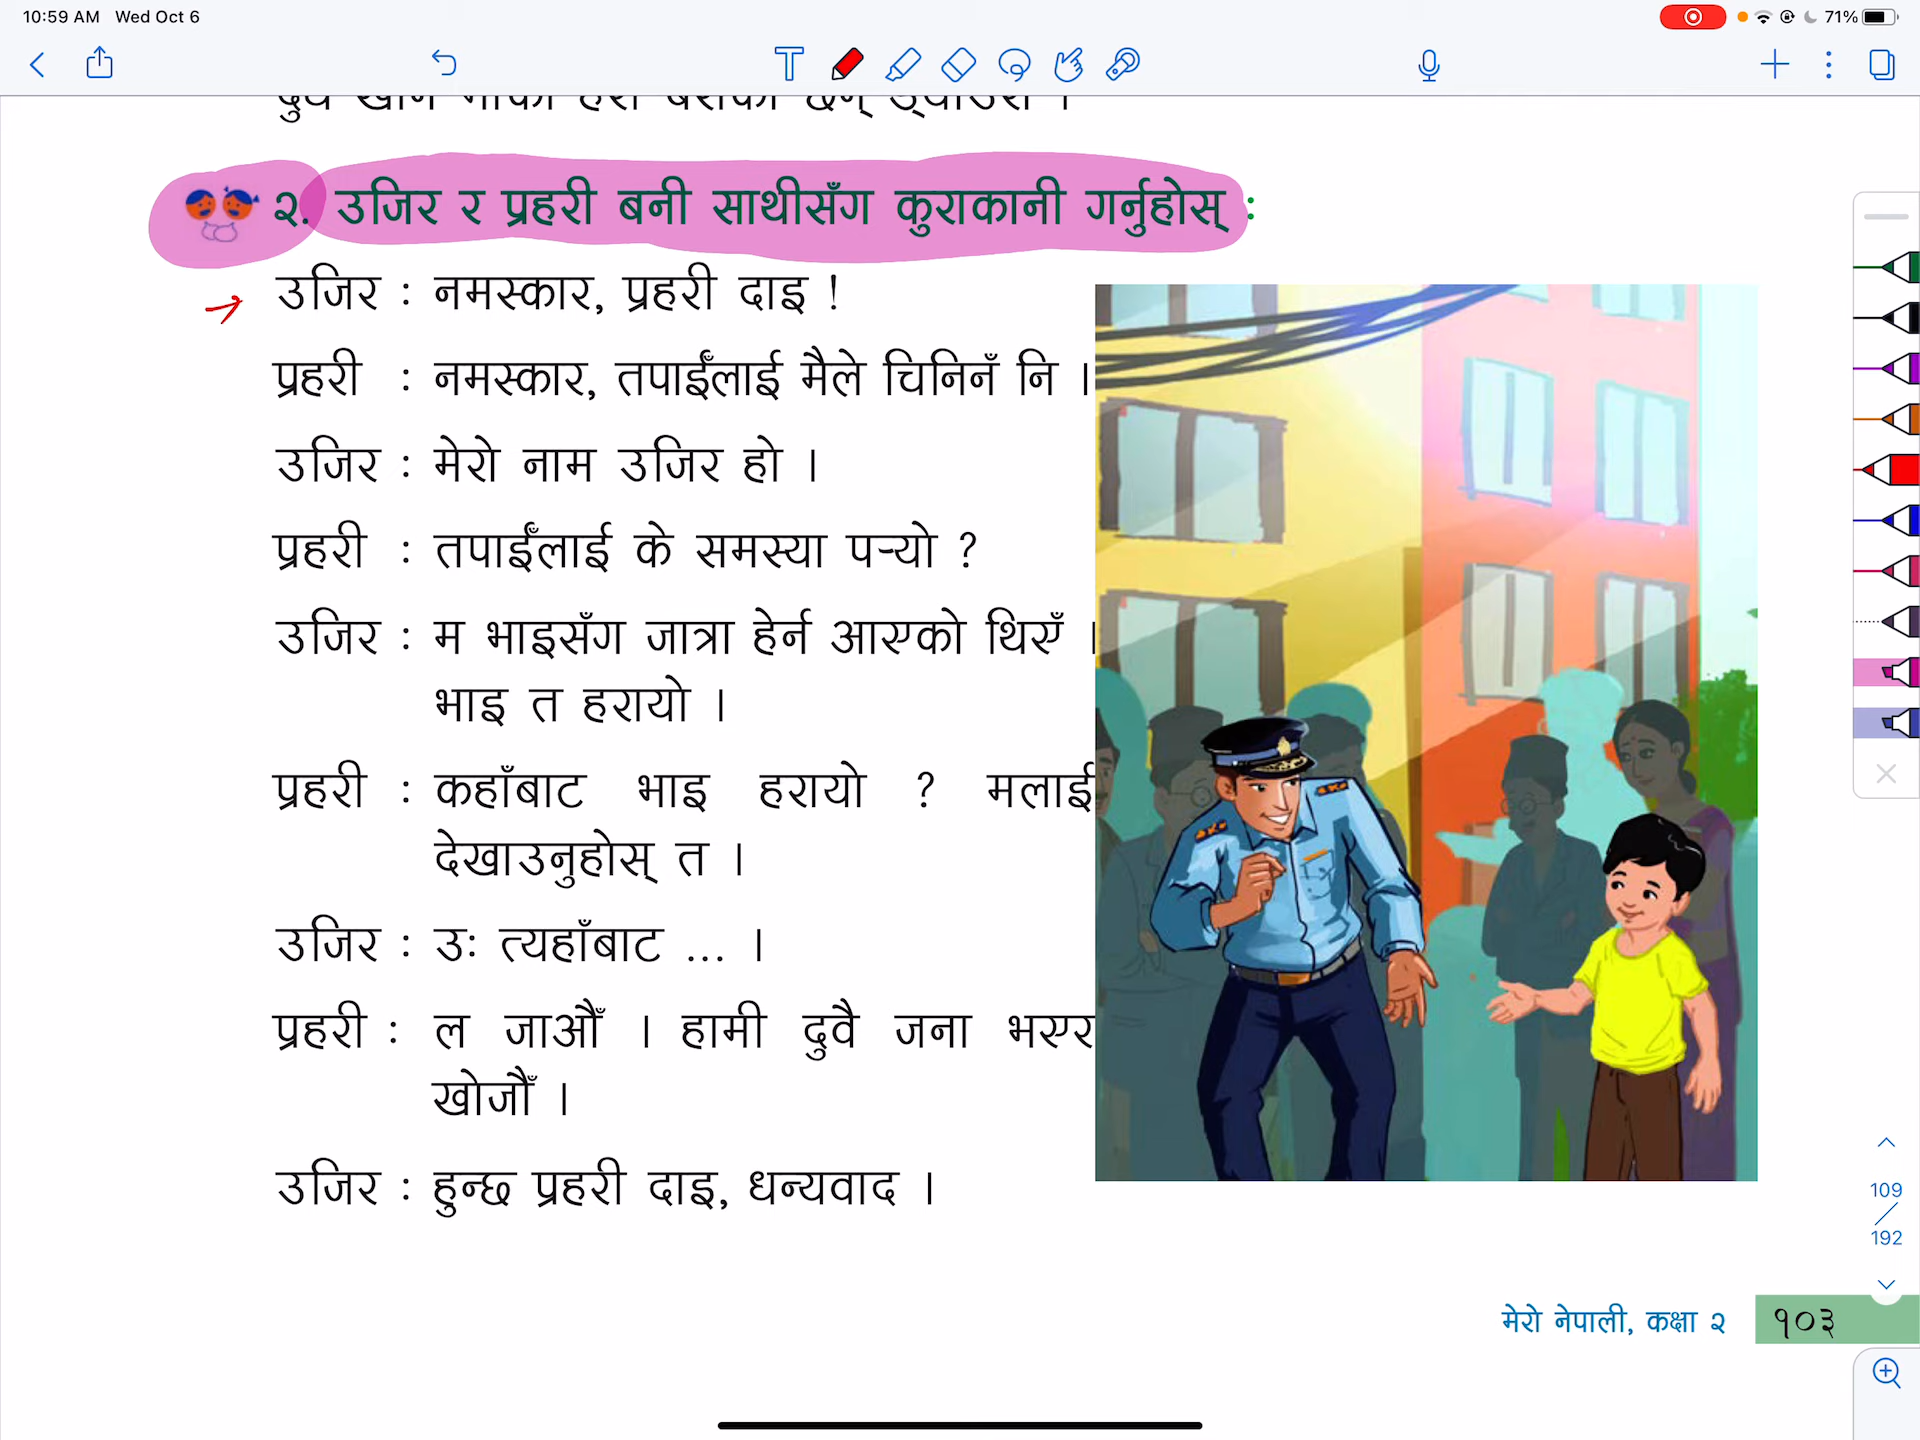 10:59 AM Wed Oct 6
71%
२. उजिर र प्रहरी बनी साथीसँग कुराकानी गर्नुहोस् :
उजिर : नमस्कार, प्रहरी दाइ !
प्रहरी : नमस्कार, तपाईँलाई मैले चिनिनँ नि ।
उजिर : मेरो नाम उजिर हो ।
प्रहरी : तपाईँलाई के समस्या पऱ्यो ?
उजिर : म भाइसँग जात्रा हेर्न आएको थिएँ ।
भाइ त हरायो ।
प्रहरी : कहाँबाट भाइ हरायो ? मलाई
देखाउनुहोस् त ।
उजिर : उः त्यहाँबाट ... ।
प्रहरी : ल जाऔँ । हामी दुवै जना भएर
खोजौँ ।
उजिर : हुन्छ प्रहरी दाइ, धन्यवाद ।
109
192
मेरो नेपाली, कक्षा २ १०३